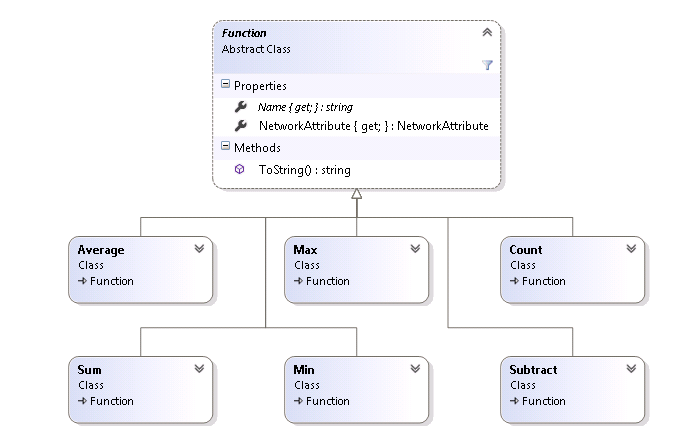 Function
Abstract Class
Properties
Name { get; } : string
NetworkAttribute { get; } : NetworkAttribute
Methods
ToString() : string
Average
Class
Function
Max
Class
Function
Count
Class
Function
Sum
Class
Function
Min
Class
Function
Subtract
Class
Function